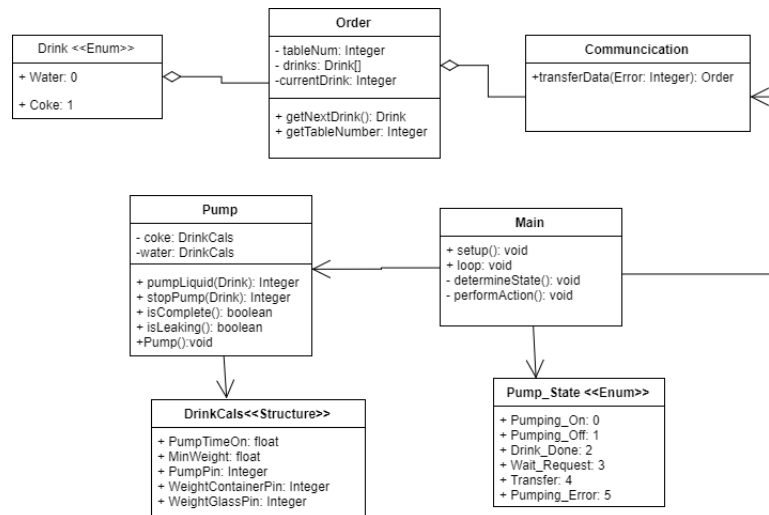 Drink <<Enum>>
+ Water: 0
+ Coke: 1
Order
- tableNum: Integer
- drinks: Drink[]
-currentDrink: Integer
+ getNextDrink(): Drink
+ getTableNumber: Integer
Communcication
+transferData(Error: Integer): Order
Pump
- coke: DrinkCals
-water: DrinkCals
+ pumpLiquid(Drink): Integer
+ stopPump(Drink): Integer
+ isComplete(): boolean
+ isLeaking(): boolean
+Pump():void
Main
+ setup(): void
+ loop: void
- determineState(): void
- performAction(): void
DrinkCals<<Structure>>
+ PumpTimeOn: float
+ MinWeight: float
+ PumpPin: Integer
+ WeightContainerPin: Integer
+ WeightGlassPin: Integer
Pump_State <<Enum>>
+ Pumping_On: 0
+ Pumping_Off: 1
+ Drink_Done: 2
+ Wait_Request: 3
+ Transfer: 4
+ Pumping_Error: 5